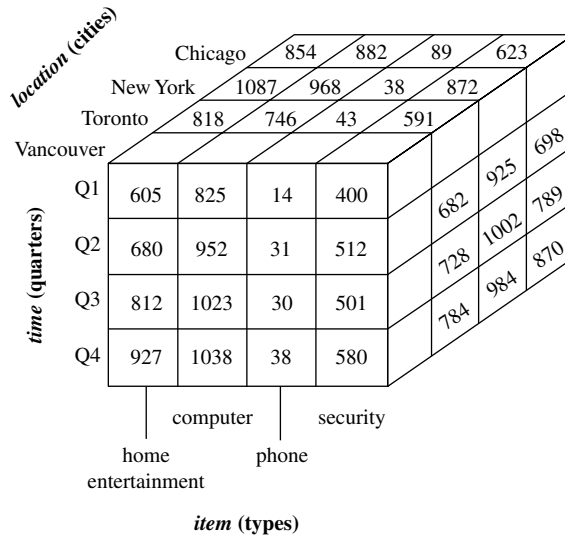 location (cities)
Chicago 854 882 89 623
New York 1087 968 38 872
Toronto 818 746 43 591
Vancouver
time (quarters)
Q1 605 825 14 400 682 925 698
Q2 680 952 31 512 728 1002 789
Q3 812 1023 30 501 784 984 870
Q4 927 1038 38 580
computer security
home phone
entertainment
item (types)